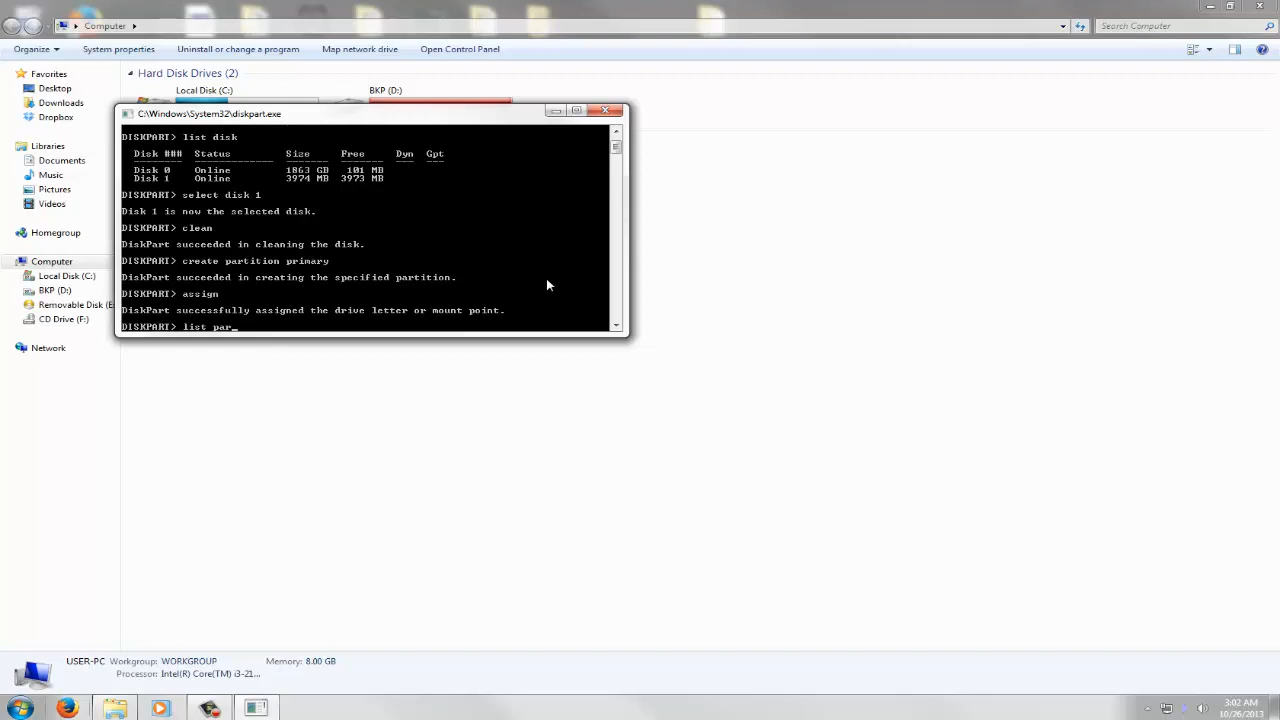 Computer
Search Computer
Organize
System properties
Uninstall or change a program
Map network drive
Open Control Panel
Favorites
Desktop
Downloads
Dropbox
Libraries
Documents
Music
Pictures
Videos
Homegroup
Computer
Local Disk (C:)
BKP (D:)
Removable Disk (E
CD Drive (F:)
Network
Hard Disk Drives (2)
Local Disk (C:)
BKP (D:)
C:\Windows\System32\diskpart.exe
DISKPART> list disk
Disk ### Status Size Free Dyn Gpt
-------- ------------- ------- ------- --- ---
Disk 0 Online 1863 GB 101 MB
Disk 1 Online 3974 MB 3973 MB
DISKPART> select disk 1
Disk 1 is now the selected disk.
DISKPART> clean
DiskPart succeeded in cleaning the disk.
DISKPART> create partition primary
DiskPart succeeded in creating the specified partition.
DISKPART> assign
DiskPart successfully assigned the drive letter or mount point.
DISKPART> list par_
USER-PC Workgroup: WORKGROUP Memory: 8.00 GB
Processor: Intel(R) Core(TM) i3-21...
3:02 AM
10/26/2013